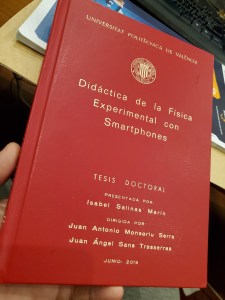 UNIVERSITAT POLITÈCNICA DE VALÈNCIA
Didáctica de la Física
Experimental con
Smartphones
TESIS DOCTORAL
PRESENTADA POR:
Isabel Salinas Marín
DIRIGIDA POR:
Juan Antonio Monsoriu Serra
Juan Ángel Sans Tresserras
JUNIO 2019